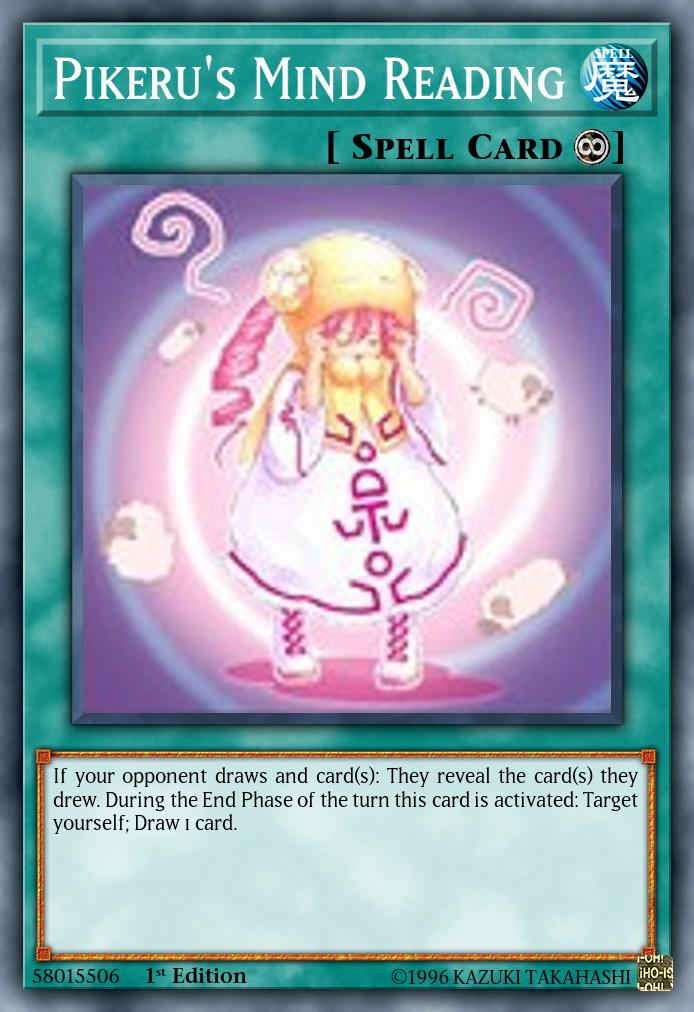 Pikeru's Mind Reading
SPELL
魔
[ Spell Card ]
If your opponent draws and card(s): They reveal the card(s) they
drew. During the End Phase of the turn this card is activated: Target
yourself; Draw 1 card.
58015506 1st Edition ©1996 KAZUKI TAKAHASHI